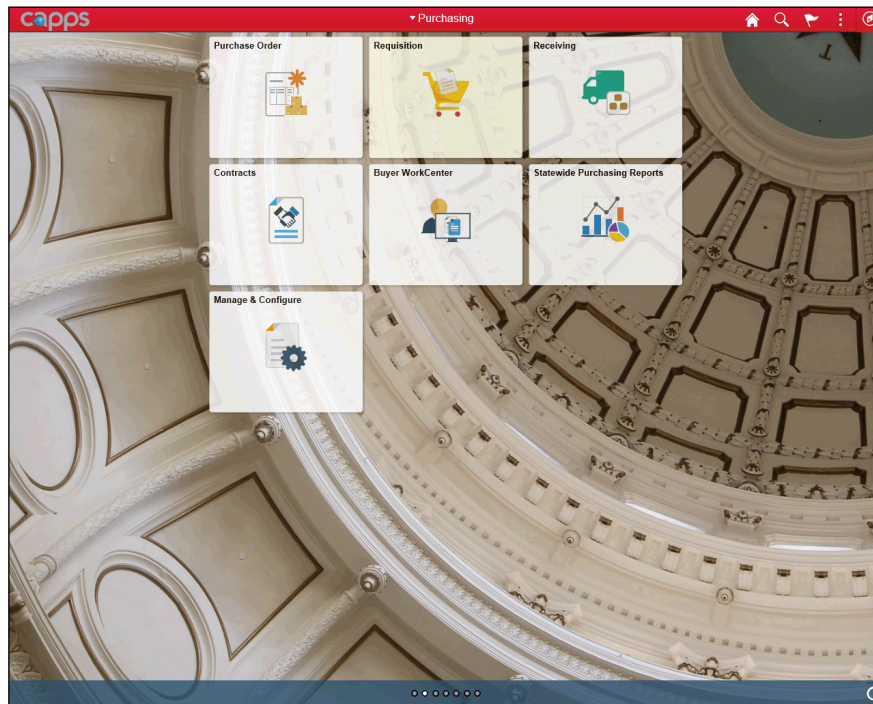 capps
Purchasing
Purchase Order
Requisition
Receiving
Contracts
Buyer WorkCenter
Statewide Purchasing Reports
Manage & Configure